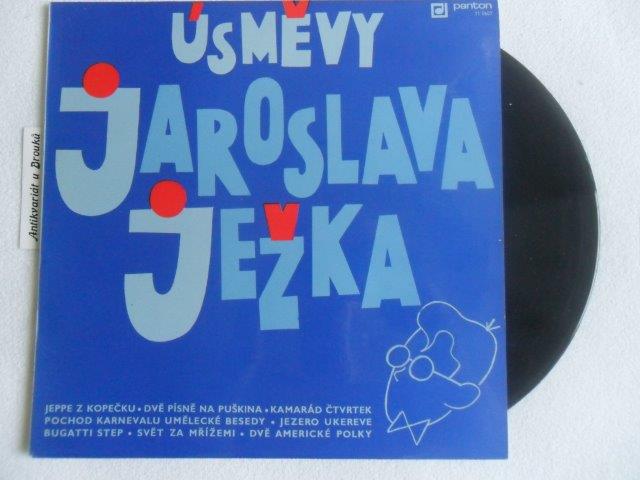 ÚSMĚVY
JAROSLAVA
JEŽKA
panton
Antikvariát u Brouků
JEPPE Z KOPEČKU • DVĚ PÍSNĚ NA PUŠKINA • KAMARÁD ČTVRTEK
POCHOD KARNEVALU UMĚLECKÉ BESEDY • JEZERO UKEREVE
BUGATTI STEP • SVĚT ZA MŘÍŽEMI • DVĚ AMERICKÉ POLKY